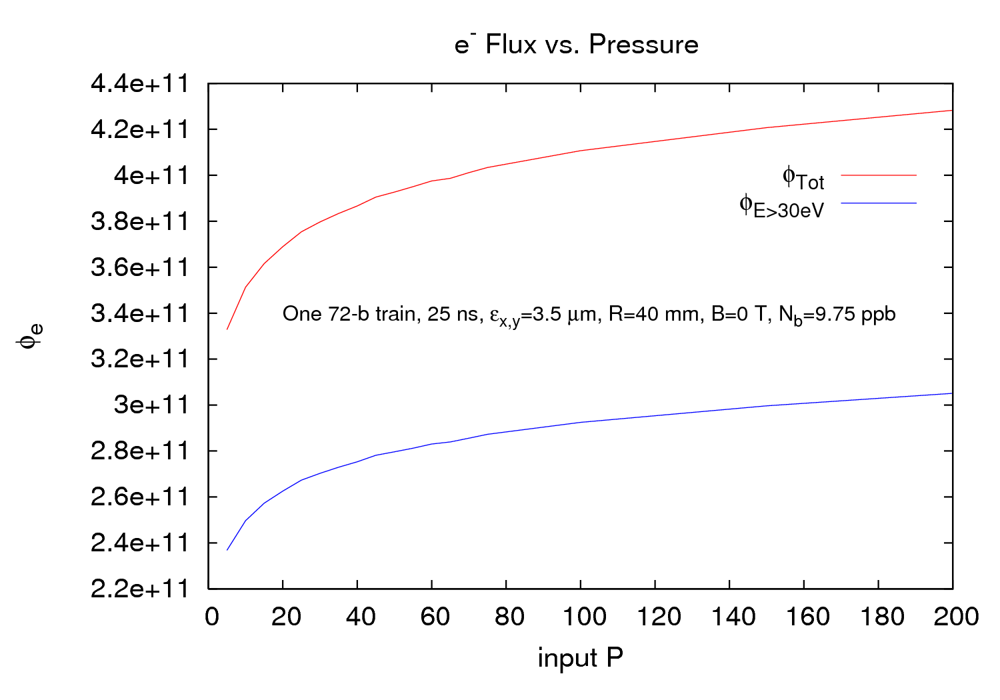 e- Flux vs. Pressure
4.4e+11
4.2e+11
4e+11
3.8e+11
3.6e+11
3.4e+11
3.2e+11
3e+11
2.8e+11
2.6e+11
2.4e+11
2.2e+11
ϕe
ϕTot
ϕE>30eV
One 72-b train, 25 ns, εx,y=3.5 μm, R=40 mm, B=0 T, Nb=9.75 ppb
0 20 40 60 80 100 120 140 160 180 200
input P